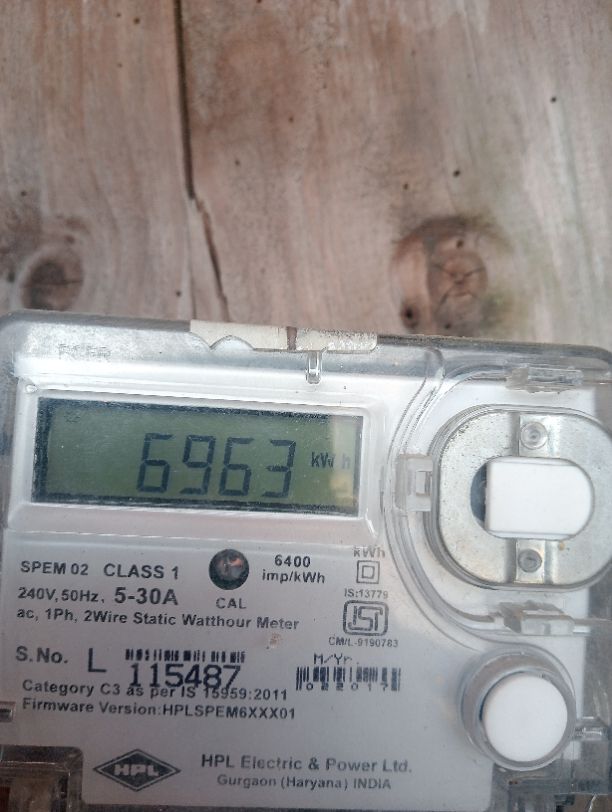 6963 kWh
SPEM 02 CLASS 1
240V, 50Hz, 5-30A
ac, 1Ph, 2Wire Static Watthour Meter
CAL
6400
imp/kWh
kWh
IS:13779
ISI
CM/L-9190783
S.No. L 115487
M/Yr.
022017
Category C3 as per IS 15959:2011
Firmware Version:HPLSPEM6XXX01
HPL
HPL Electric & Power Ltd.
Gurgaon (Haryana) INDIA